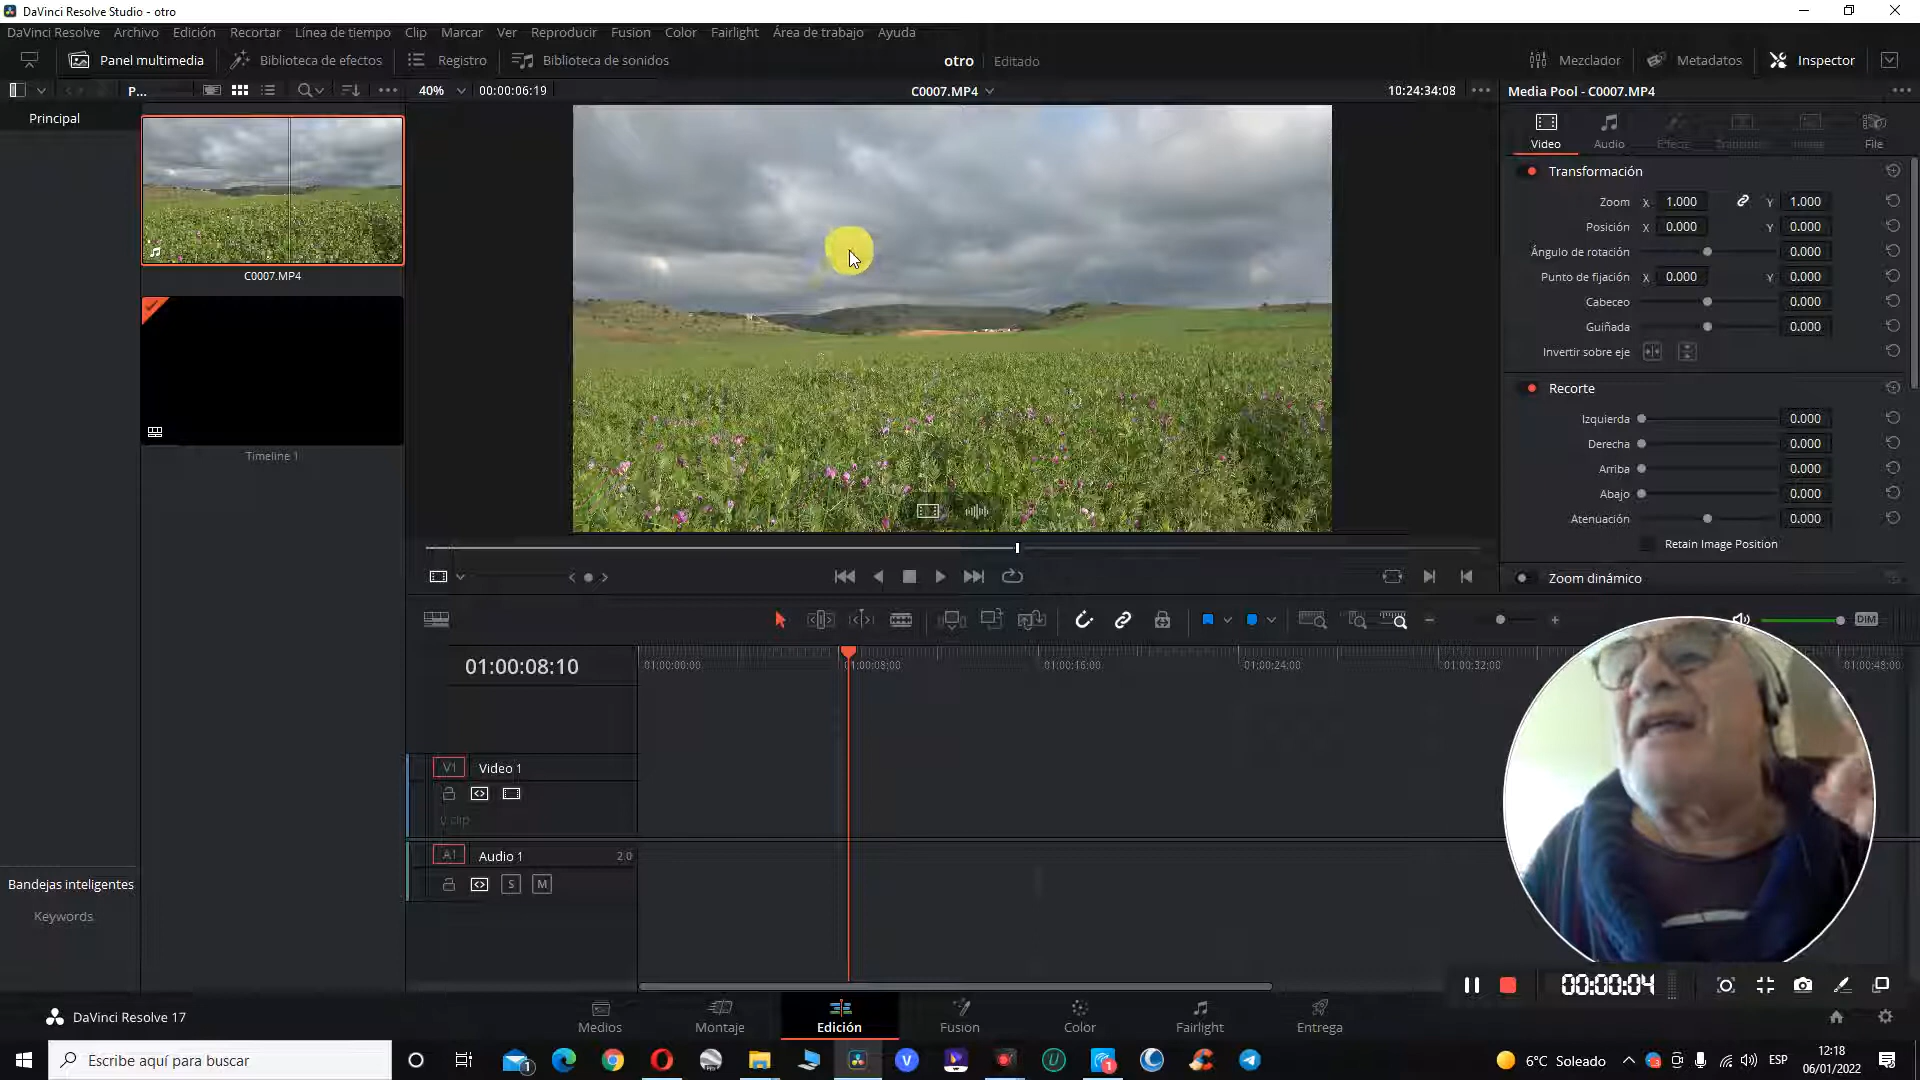 DaVinci Resolve Studio - otro
DaVinci Resolve Archivo Edición Recortar Línea de tiempo Clip Marcar Ver Reproducir Fusion Color Fairlight Área de trabajo Ayuda
Panel multimedia Biblioteca de efectos Registro Biblioteca de sonidos otro Editado Mezclador Metadatos Inspector
P... 40% 00:00:06:19 C0007.MP4 10:24:34:08 Media Pool - C0007.MP4
Principal
Video Audio Effects Transition Image File
Transformación
Zoom X 1.000 Y 1.000
Posición X 0.000 Y 0.000
Ángulo de rotación 0.000
Punto de fijación X 0.000 Y 0.000
Cabeceo 0.000
Guiñada 0.000
Invertir sobre eje
C0007.MP4
Timeline 1
Recorte
Izquierda 0.000
Derecha 0.000
Arriba 0.000
Abajo 0.000
Atenuación 0.000
Retain Image Position
Zoom dinámico
DIM
01:00:08:10
01:00:00:00 01:00:08:00 01:00:16:00 01:00:24:00 01:00:32:00 01:00:48:00
V1 Video 1
0 clip
A1 Audio 1 2.0
S M
Bandejas inteligentes
Keywords
00:00:04
DaVinci Resolve 17
Medios Montaje Edición Fusion Color Fairlight Entrega
Escribe aquí para buscar
6°C Soleado ESP
12:18
06/01/2022